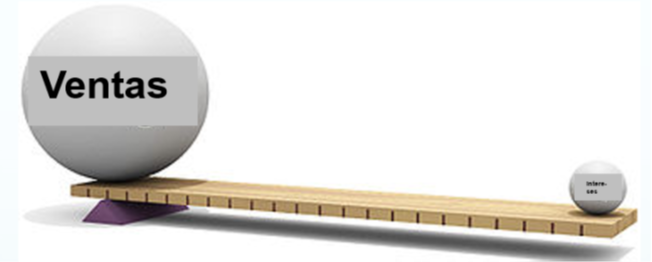 Ventas
Intere-
ses